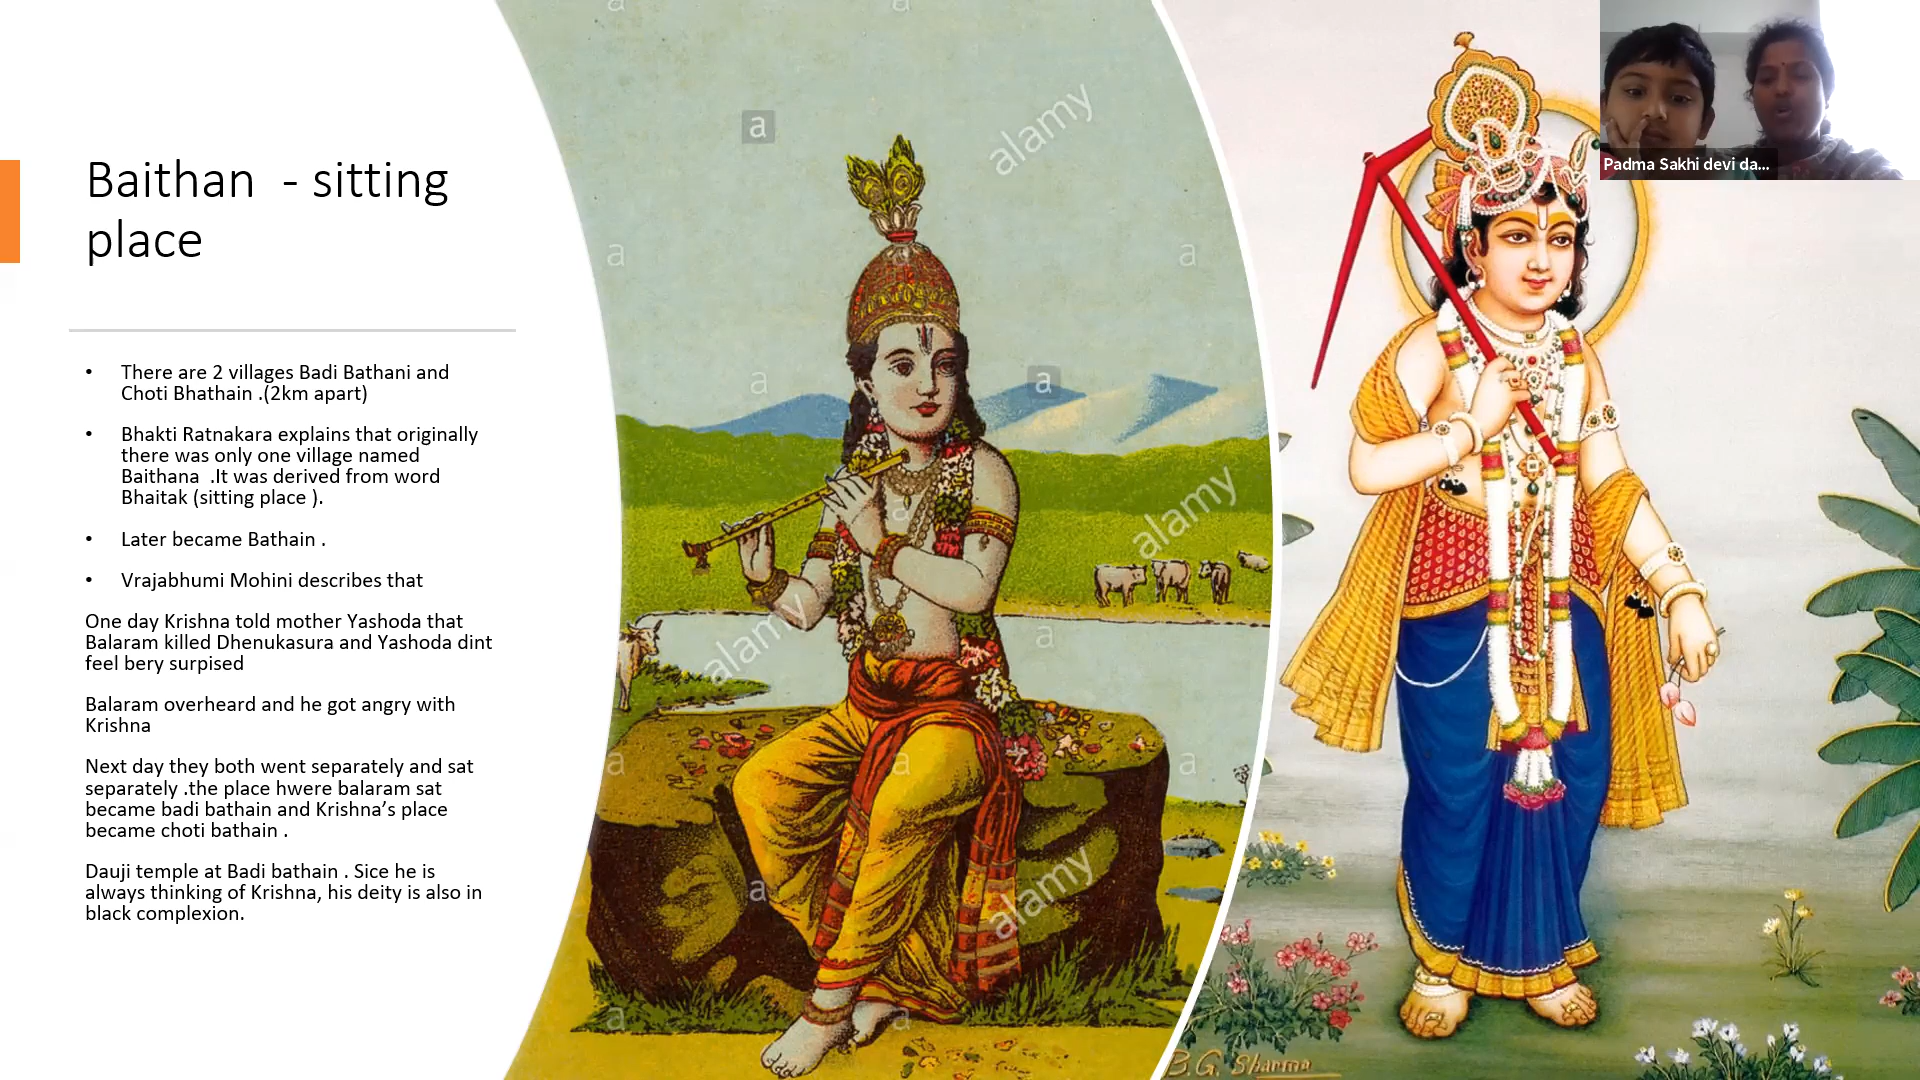 Baithan  - sitting
place
• There are 2 villages Badi Bathani and
Choti Bhathain .(2km apart)
• Bhakti Ratnakara explains that originally
there was only one village named
Baithana  .It was derived from word
Bhaitak (sitting place ).
• Later became Bathain .
• Vrajabhumi Mohini describes that
One day Krishna told mother Yashoda that
Balaram killed Dhenukasura and Yashoda dint
feel bery surpised
Balaram overheard and he got angry with
Krishna
Next day they both went separately and sat
separately .the place hwere balaram sat
became badi bathain and Krishna’s place
became choti bathain .
Dauji temple at Badi bathain . Sice he is
always thinking of Krishna, his deity is also in
black complexion.
a
a
alamy
a
a
a
a
a
alamy
a
alamy
a
a
a
a
alamy
a
a
B.G. Sharma
Padma Sakhi devi da...